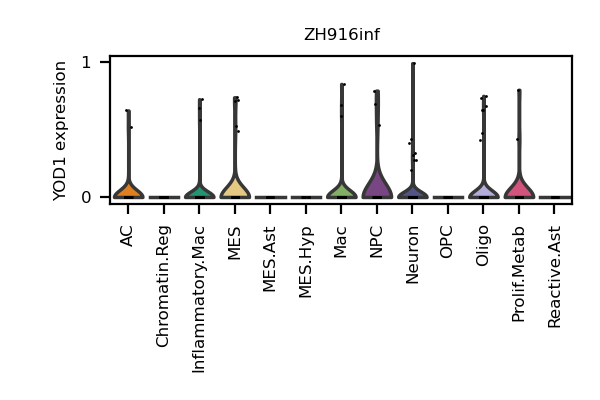 ZH916inf
YOD1 expression
1
0
AC
Chromatin.Reg
Inflammatory.Mac
MES
MES.Ast
MES.Hyp
Mac
NPC
Neuron
OPC
Oligo
Prolif.Metab
Reactive.Ast